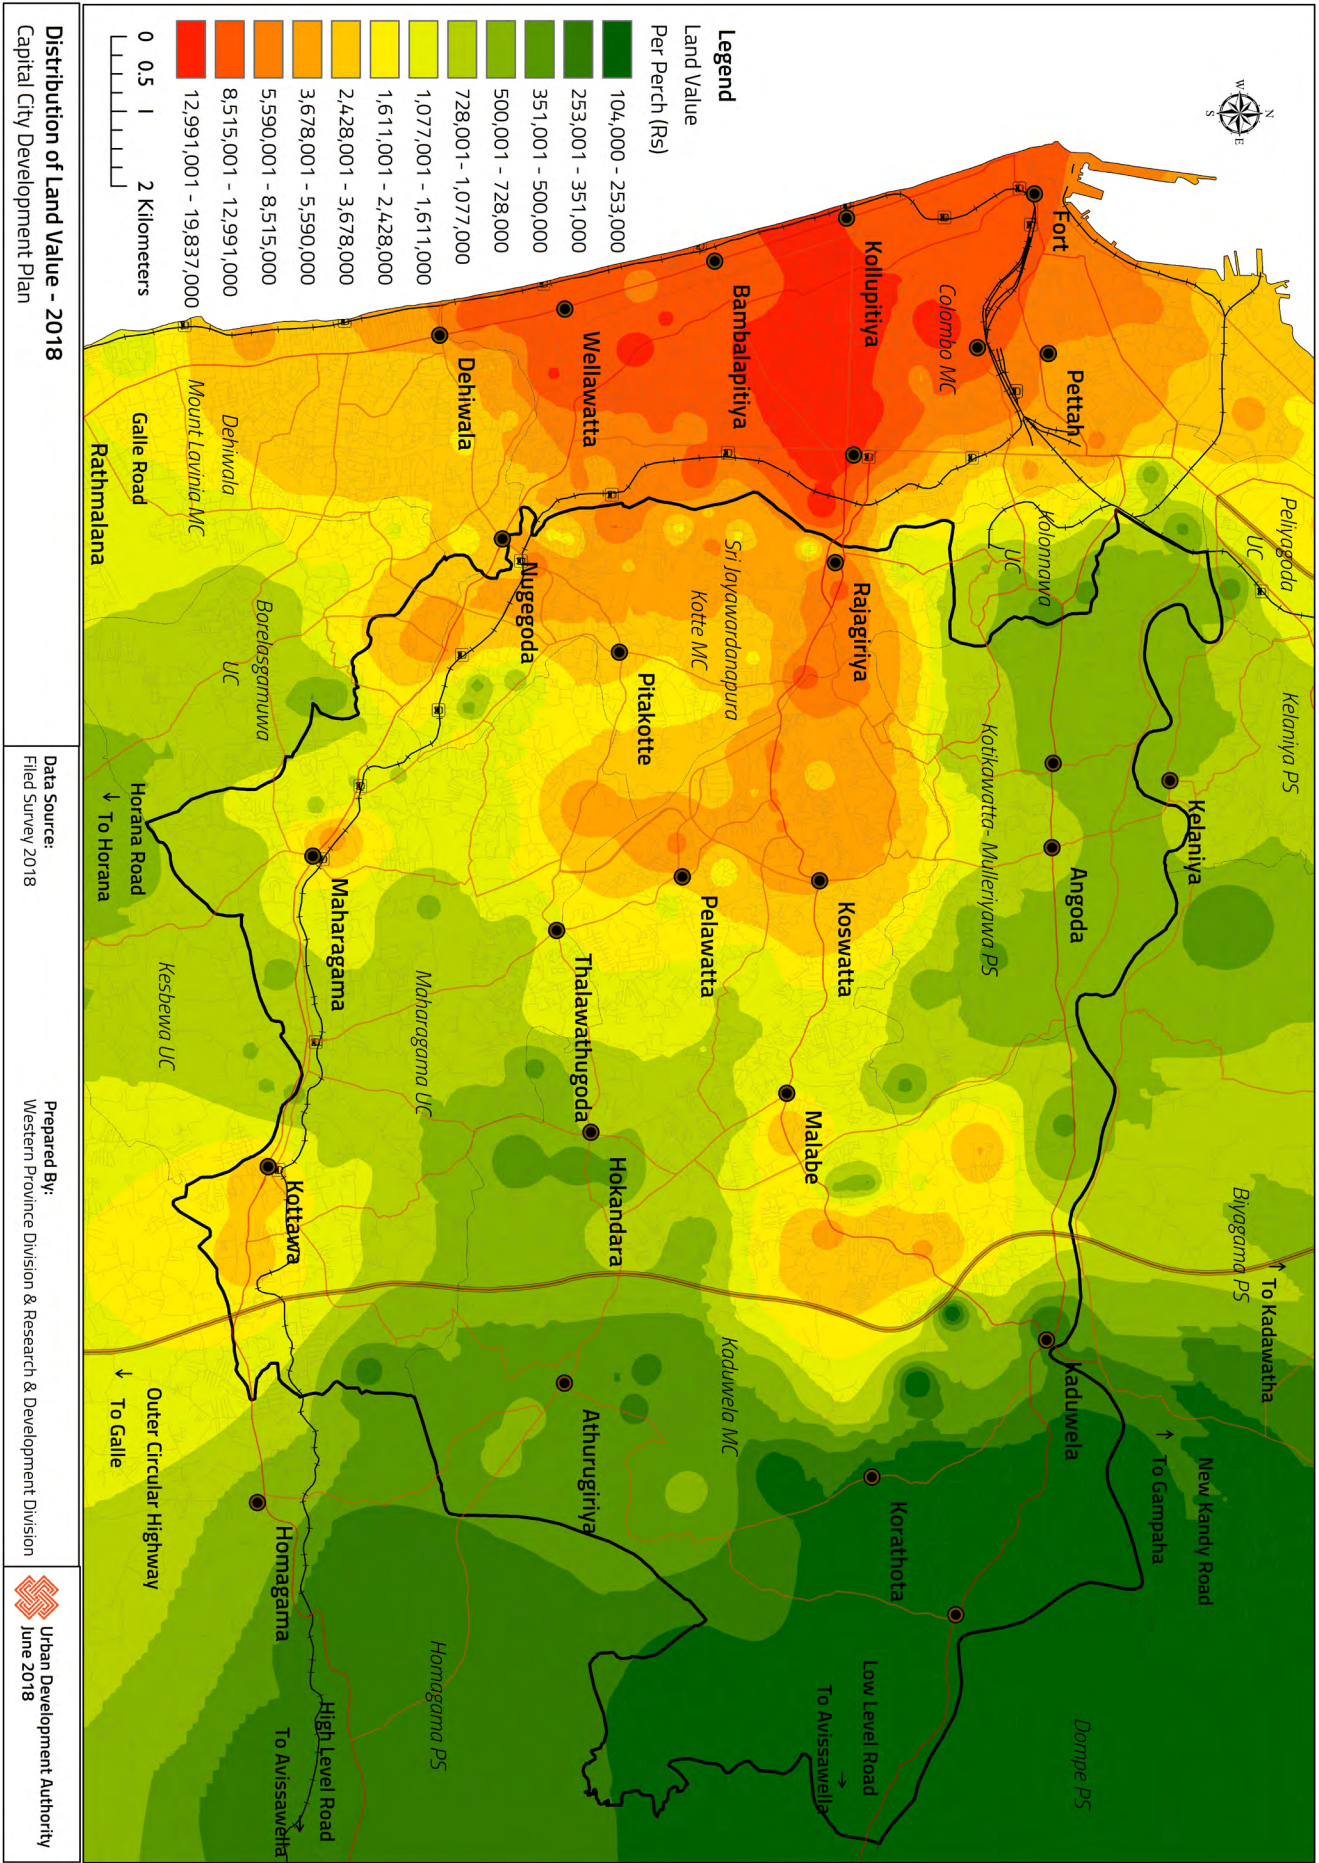 Legend
Land Value
Per Perch (Rs)
104,000 - 253,000
253,001 - 351,000
351,001 - 500,000
500,001 - 728,000
728,001- 1,077,000
1,077,001 - 1,611,000
1,611,001 - 2,428,000
2,428,001 - 3,678,000
3,678,001 - 5,590,000
5,590,001 - 8,515,000
8,515,001 - 12,991,000
12,991,001 - 19,837,000
0 0.5 1 2 Kilometers
N
W
E
S
Fort
Pettah
Kollupitiya
Colombo MC
Bambalapitiya
Wellawatta
Dehiwala
Dehiwala
Mount Lavinia MC
Galle Road
Rathmalana
Peliyagoda
UC
Kolonnawa
UC
Kelaniya PS
Rajagiriya
Sri Jayawardanapura
Kotte MC
Nugegoda
Pitakotte
Borelasgamuwa
UC
Kelaniya
Kotikawatta- Mulleriyawa PS
Angoda
Koswatta
Pelawatta
Thalawathugoda
Maharagama
Maharagama UC
Horana Road
To Horana
Kesbewa UC
Malabe
Hokandara
Kottawa
Biyagama PS
To Kadawatha
Kaduwela
Kaduwela MC
Athurugiriya
Outer Circular Highway
To Galle
New Kandy Road
To Gampaha
Korathota
Homagama
Homagama PS
Low Level Road
To Avissawella
High Level Road
To Avissawella
Dompe PS
Distribution of Land Value - 2018
Capital City Development Plan
Data Source:
Filed Survey 2018
Prepared By:
Western Province Division & Research & Development Division
Urban Development Authority
June 2018